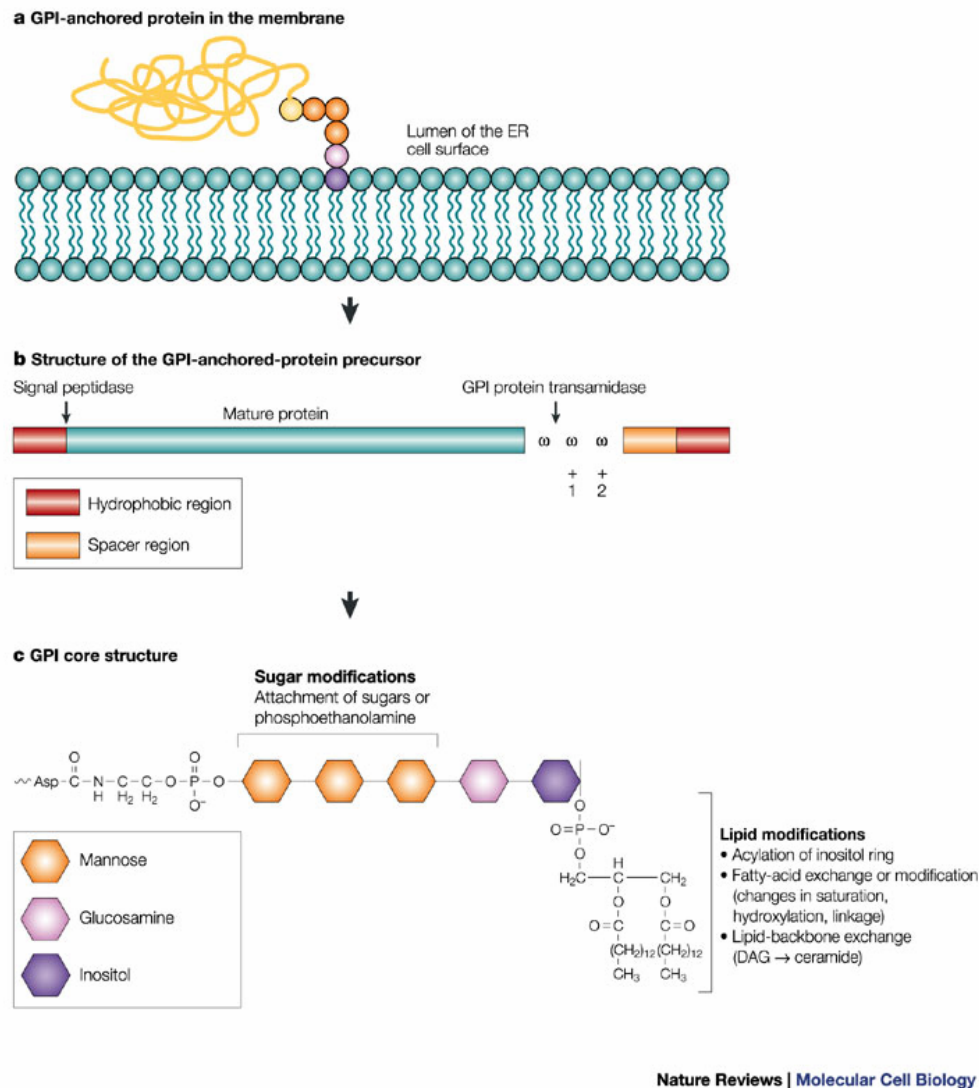 a GPI-anchored protein in the membrane
Lumen of the ER
cell surface
b Structure of the GPI-anchored-protein precursor
Signal peptidase
GPI protein transamidase
Mature protein
ω ω ω
+ +
1 2
Hydrophobic region
Spacer region
c GPI core structure
Sugar modifications
Attachment of sugars or
phosphoethanolamine
O O
Asp–C–N–C–C–O–P–O
H H2 H2 O–
O
O=P–O–
O
H
H2C C CH2
O O
O=C C=O
(CH2)12 (CH2)12
CH3 CH3
Mannose
Glucosamine
Inositol
Lipid modifications
• Acylation of inositol ring
• Fatty-acid exchange or modification
(changes in saturation,
hydroxylation, linkage)
• Lipid-backbone exchange
(DAG → ceramide)
Nature Reviews | Molecular Cell Biology